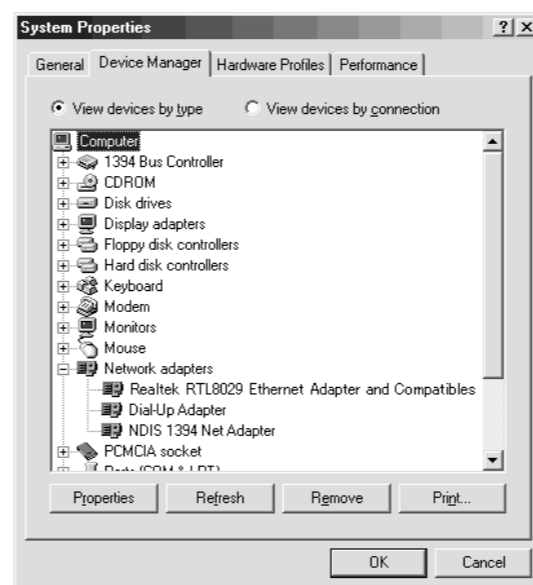 System Properties
General Device Manager Hardware Profiles Performance
View devices by type View devices by connection
Computer
1394 Bus Controller
CDROM
Disk drives
Display adapters
Floppy disk controllers
Hard disk controllers
Keyboard
Modem
Monitors
Mouse
Network adapters
Realtek RTL8029 Ethernet Adapter and Compatibles
Dial-Up Adapter
NDIS 1394 Net Adapter
PCMCIA socket
Ports (COM & LPT)
Properties Refresh Remove Print...
OK Cancel